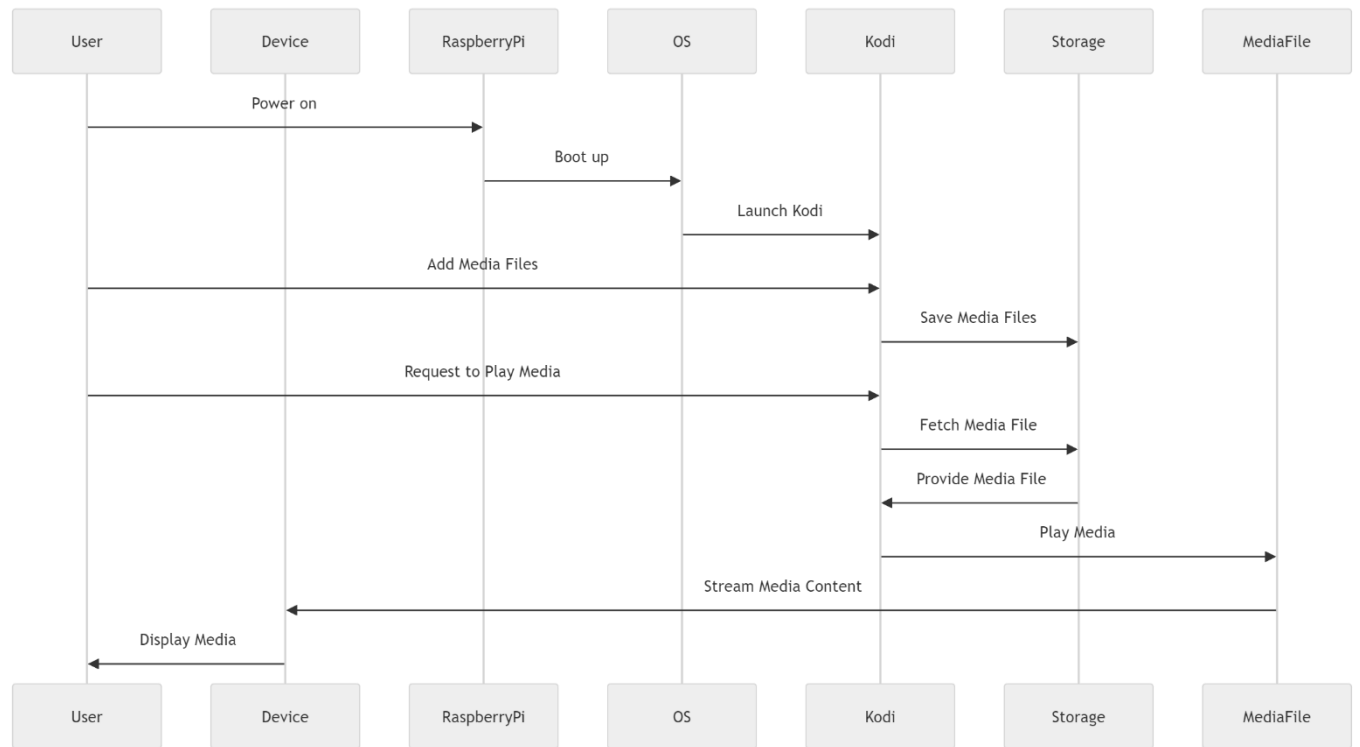 User
Device
RaspberryPi
OS
Kodi
Storage
MediaFile
Power on
Boot up
Launch Kodi
Add Media Files
Save Media Files
Request to Play Media
Fetch Media File
Provide Media File
Play Media
Stream Media Content
Display Media
User
Device
RaspberryPi
OS
Kodi
Storage
MediaFile